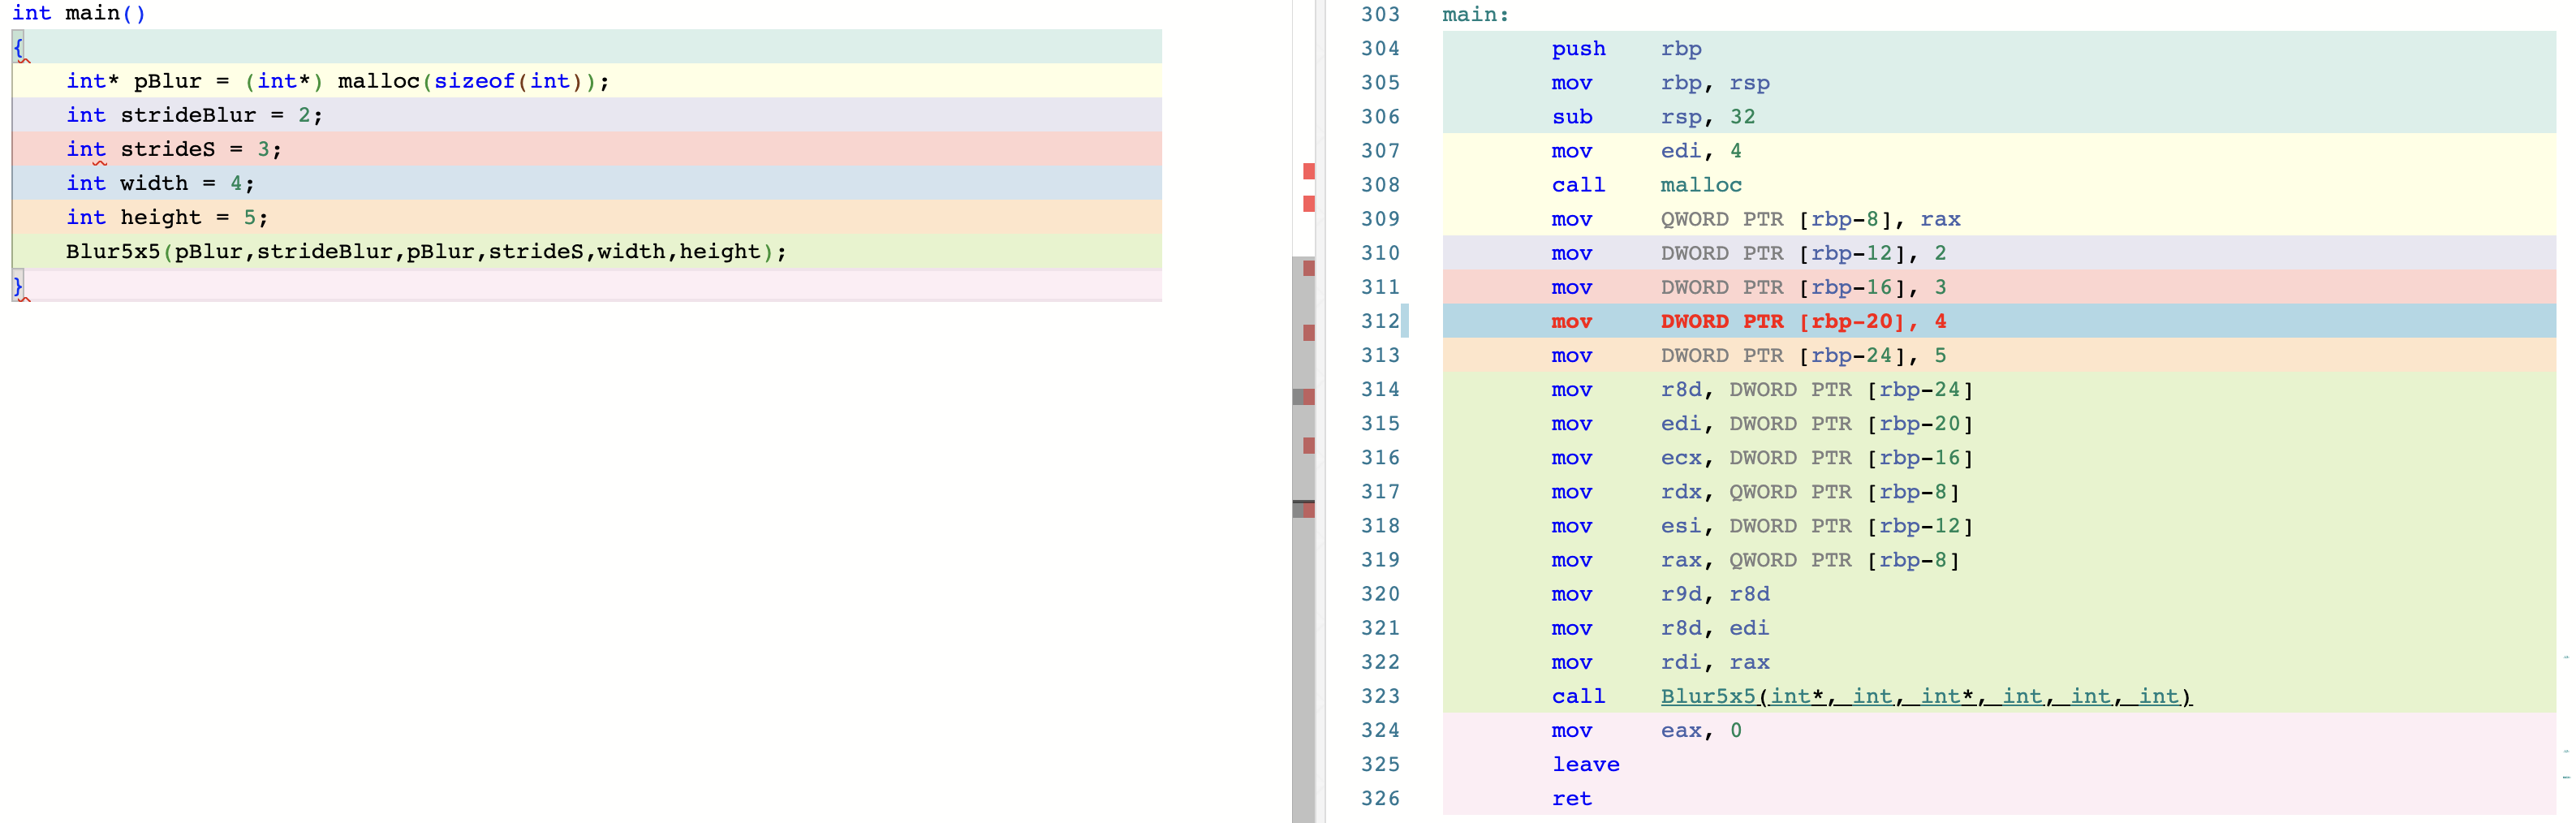 int main()
{
int* pBlur = (int*) malloc(sizeof(int));
int strideBlur = 2;
int strideS = 3;
int width = 4;
int height = 5;
Blur5x5(pBlur,strideBlur,pBlur,strideS,width,height);
}
303 main:
304 push rbp
305 mov rbp, rsp
306 sub rsp, 32
307 mov edi, 4
308 call malloc
309 mov QWORD PTR [rbp-8], rax
310 mov DWORD PTR [rbp-12], 2
311 mov DWORD PTR [rbp-16], 3
312 mov DWORD PTR [rbp-20], 4
313 mov DWORD PTR [rbp-24], 5
314 mov r8d, DWORD PTR [rbp-24]
315 mov edi, DWORD PTR [rbp-20]
316 mov ecx, DWORD PTR [rbp-16]
317 mov rdx, QWORD PTR [rbp-8]
318 mov esi, DWORD PTR [rbp-12]
319 mov rax, QWORD PTR [rbp-8]
320 mov r9d, r8d
321 mov r8d, edi
322 mov rdi, rax
323 call Blur5x5(int*, int, int*, int, int, int)
324 mov eax, 0
325 leave
326 ret